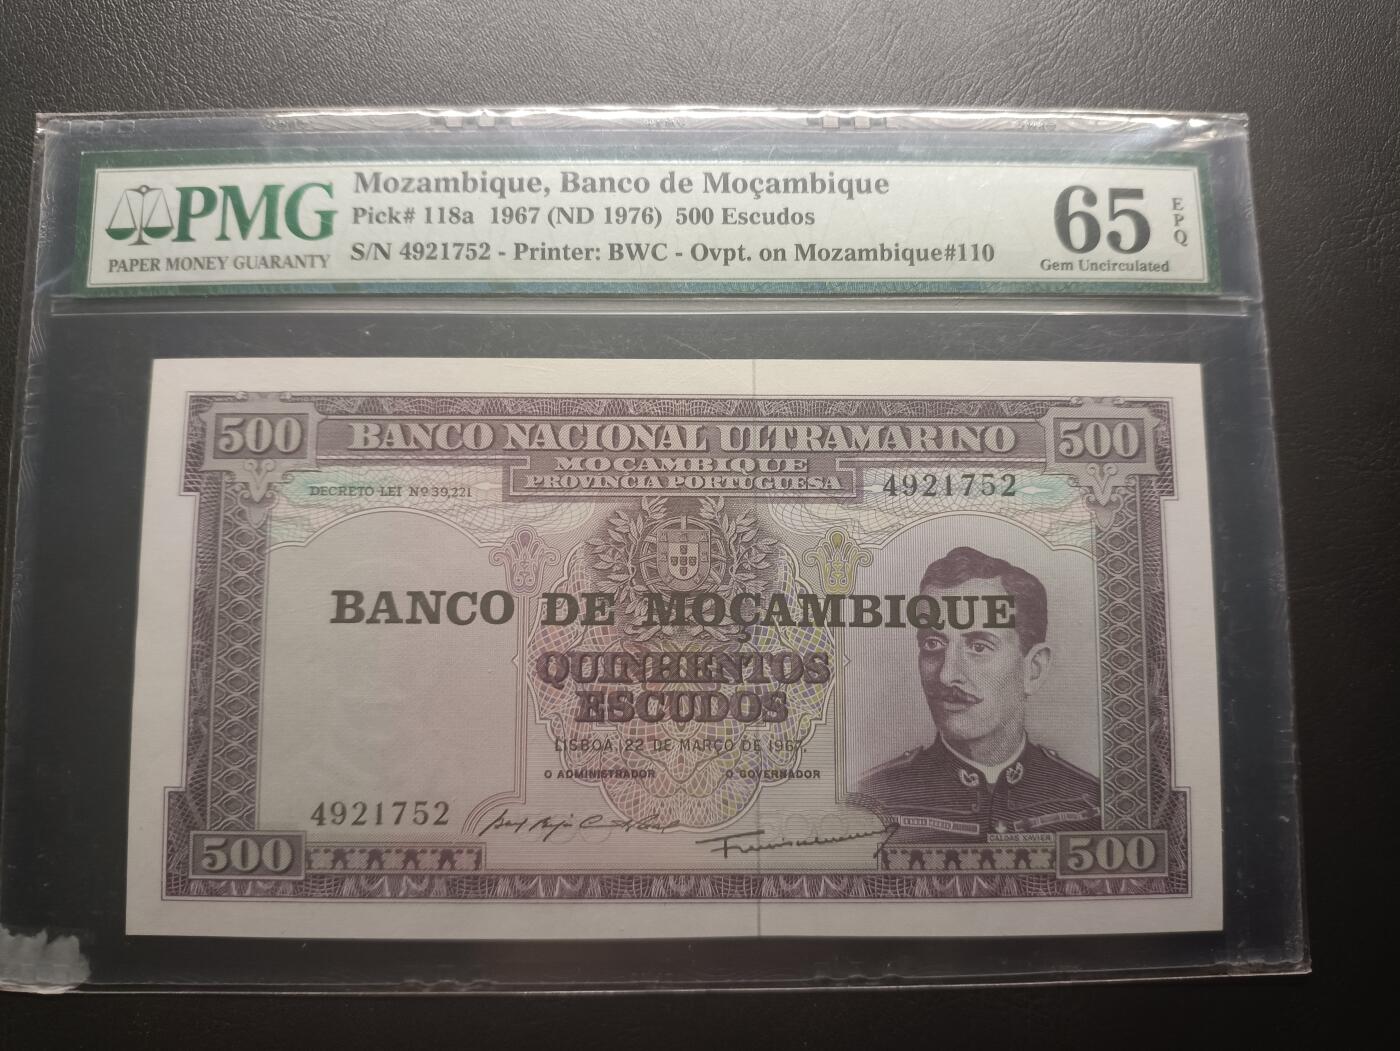 PMG
PAPER MONEY GUARANTY
Mozambique, Banco de Moçambique
Pick# 118a 1967 (ND 1976) 500 Escudos
S/N 4921752 - Printer: BWC - Ovpt. on Mozambique#110
65
EPQ
Gem Uncirculated
500 BANCO NACIONAL ULTRAMARINO 500
MOÇAMBIQUE
PROVINCIA PORTUGUESA
DECRETO-LEI Nº 39,221
4921752
BANCO DE MOÇAMBIQUE
QUINHENTOS
ESCUDOS
LISBOA, 22 DE MARÇO DE 1967.
O ADMINISTRADOR O GOVERNADOR
4921752
CALDAS XAVIER
500 500